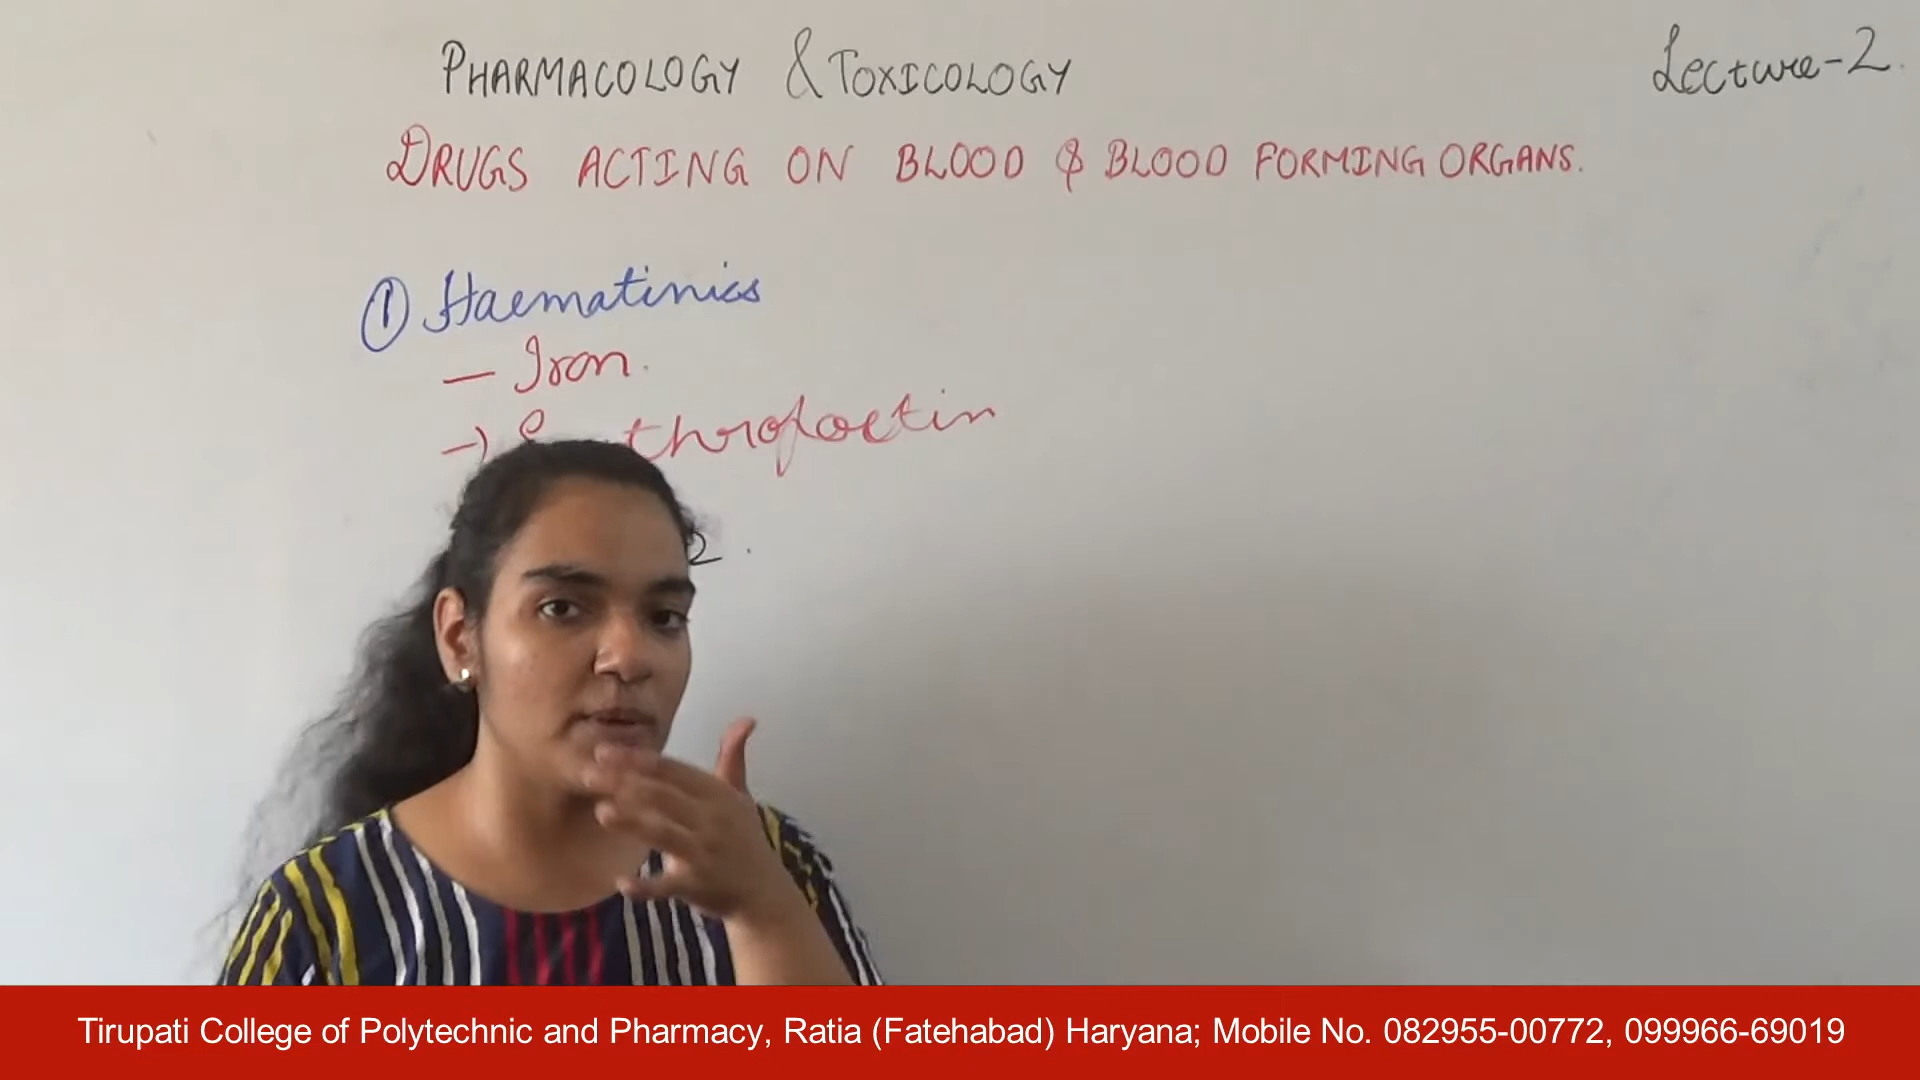 PHARMACOLOGY & TOXICOLOGY
Lecture-2.
DRUGS ACTING ON BLOOD & BLOOD FORMING ORGANS.
① Haematinics
— Iron.
2.
Tirupati College of Polytechnic and Pharmacy, Ratia (Fatehabad) Haryana; Mobile No. 082955-00772, 099966-69019